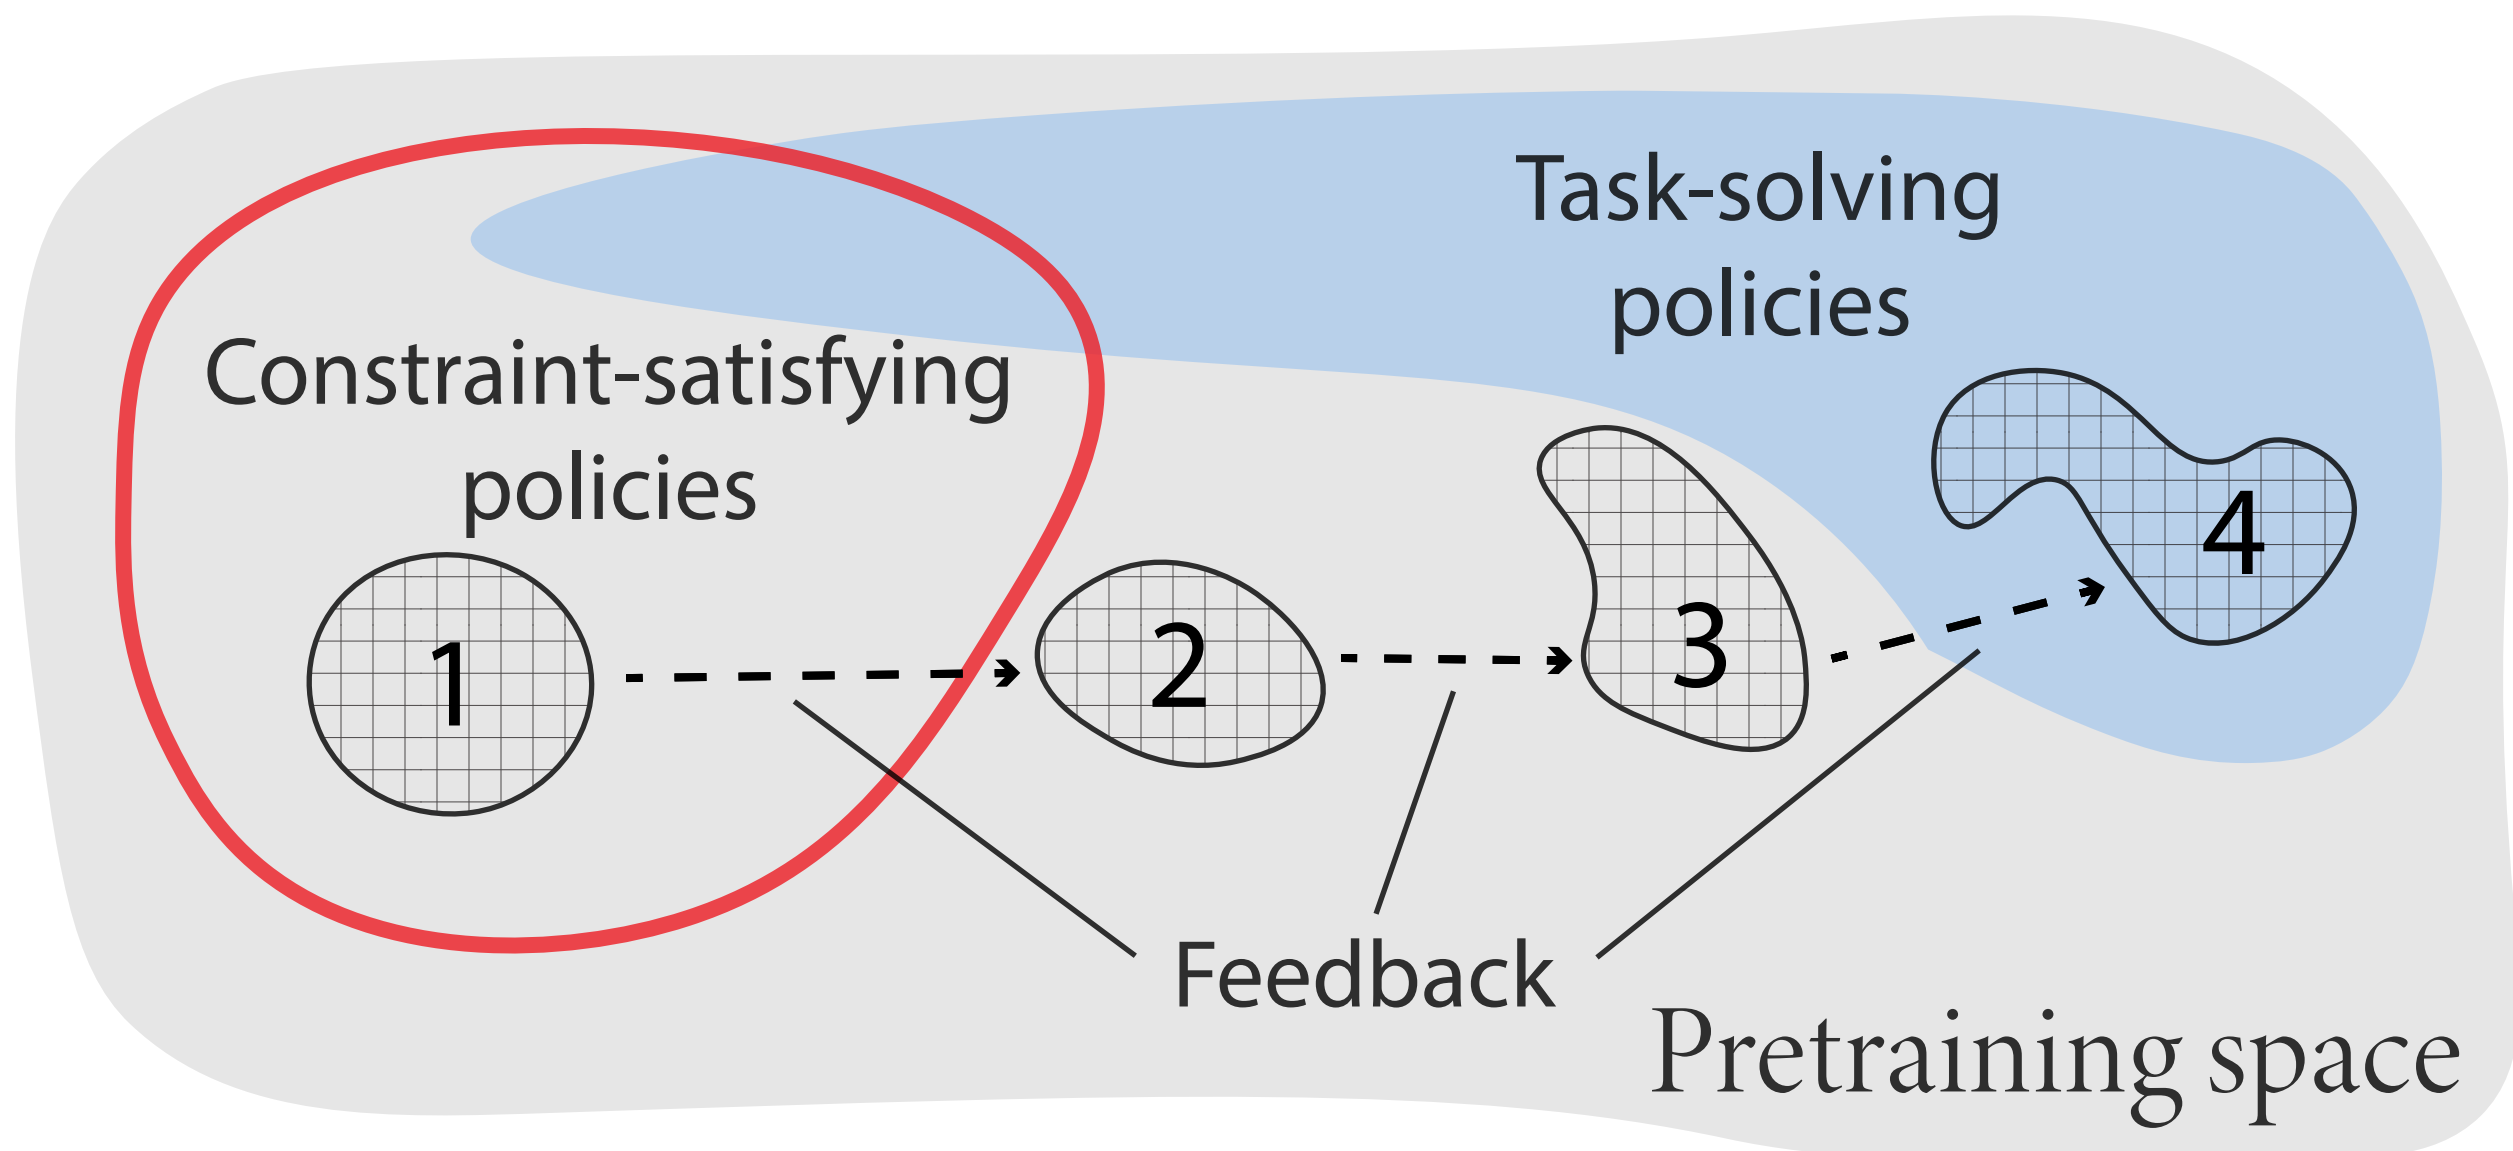 Task-solving
policies
Constraint-satisfying
policies
1
2
3
4
Feedback
Pretraining space